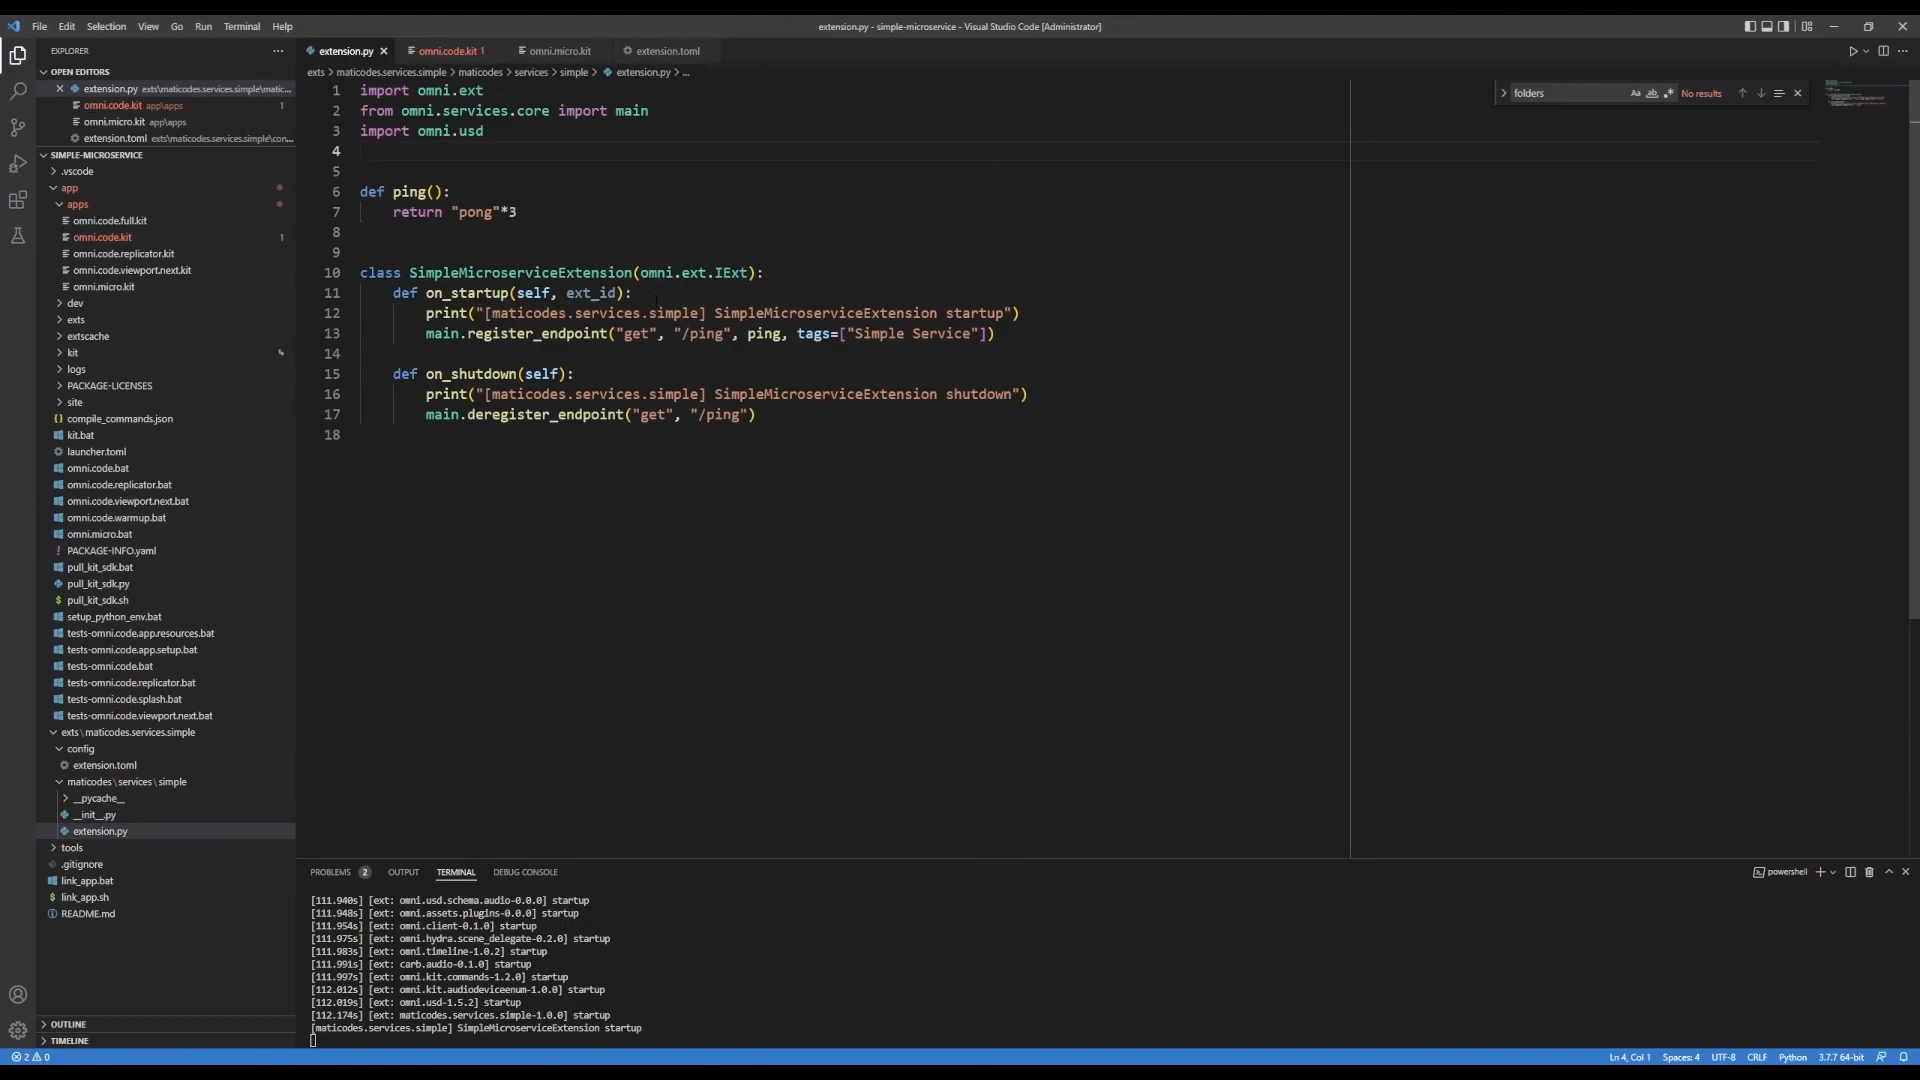 File Edit Selection View Go Run Terminal Help
extension.py - simple-microservice - Visual Studio Code [Administrator]
EXPLORER
OPEN EDITORS
extension.py exts\maticodes.services.simple\matic...
omni.code.kit app\apps 1
omni.micro.kit app\apps
extension.toml exts\maticodes.services.simple\con...
SIMPLE-MICROSERVICE
.vscode
app
apps
omni.code.full.kit
omni.code.kit 1
omni.code.replicator.kit
omni.code.viewport.next.kit
omni.micro.kit
dev
exts
extscache
kit
logs
PACKAGE-LICENSES
site
compile_commands.json
kit.bat
launcher.toml
omni.code.bat
omni.code.replicator.bat
omni.code.viewport.next.bat
omni.code.warmup.bat
omni.micro.bat
PACKAGE-INFO.yaml
pull_kit_sdk.bat
pull_kit_sdk.py
pull_kit_sdk.sh
setup_python_env.bat
tests-omni.code.app.resources.bat
tests-omni.code.app.setup.bat
tests-omni.code.bat
tests-omni.code.replicator.bat
tests-omni.code.splash.bat
tests-omni.code.viewport.next.bat
exts\maticodes.services.simple
config
extension.toml
maticodes\services\simple
__pycache__
__init__.py
extension.py
tools
.gitignore
link_app.bat
link_app.sh
README.md
OUTLINE
TIMELINE
extension.py omni.code.kit 1 omni.micro.kit extension.toml
exts > maticodes.services.simple > maticodes > services > simple > extension.py > ...
folders Aa ab No results
1 import omni.ext
2 from omni.services.core import main
3 import omni.usd
4
5
6 def ping():
7 return "pong"*3
8
9
10 class SimpleMicroserviceExtension(omni.ext.IExt):
11 def on_startup(self, ext_id):
12 print("[maticodes.services.simple] SimpleMicroserviceExtension startup")
13 main.register_endpoint("get", "/ping", ping, tags=["Simple Service"])
14
15 def on_shutdown(self):
16 print("[maticodes.services.simple] SimpleMicroserviceExtension shutdown")
17 main.deregister_endpoint("get", "/ping")
18
PROBLEMS 2 OUTPUT TERMINAL DEBUG CONSOLE
powershell
[111.940s] [ext: omni.usd.schema.audio-0.0.0] startup
[111.948s] [ext: omni.assets.plugins-0.0.0] startup
[111.954s] [ext: omni.client-0.1.0] startup
[111.975s] [ext: omni.hydra.scene_delegate-0.2.0] startup
[111.983s] [ext: omni.timeline-1.0.2] startup
[111.991s] [ext: carb.audio-0.1.0] startup
[111.997s] [ext: omni.kit.commands-1.2.0] startup
[112.012s] [ext: omni.kit.audiodeviceenum-1.0.0] startup
[112.019s] [ext: omni.usd-1.5.2] startup
[112.174s] [ext: maticodes.services.simple-1.0.0] startup
[maticodes.services.simple] SimpleMicroserviceExtension startup
2 0
Ln 4, Col 1 Spaces: 4 UTF-8 CRLF Python 3.7.7 64-bit